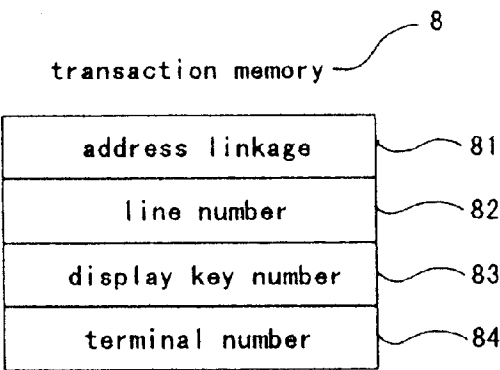 8
transaction memory
address linkage 81
line number 82
display key number 83
terminal number 84